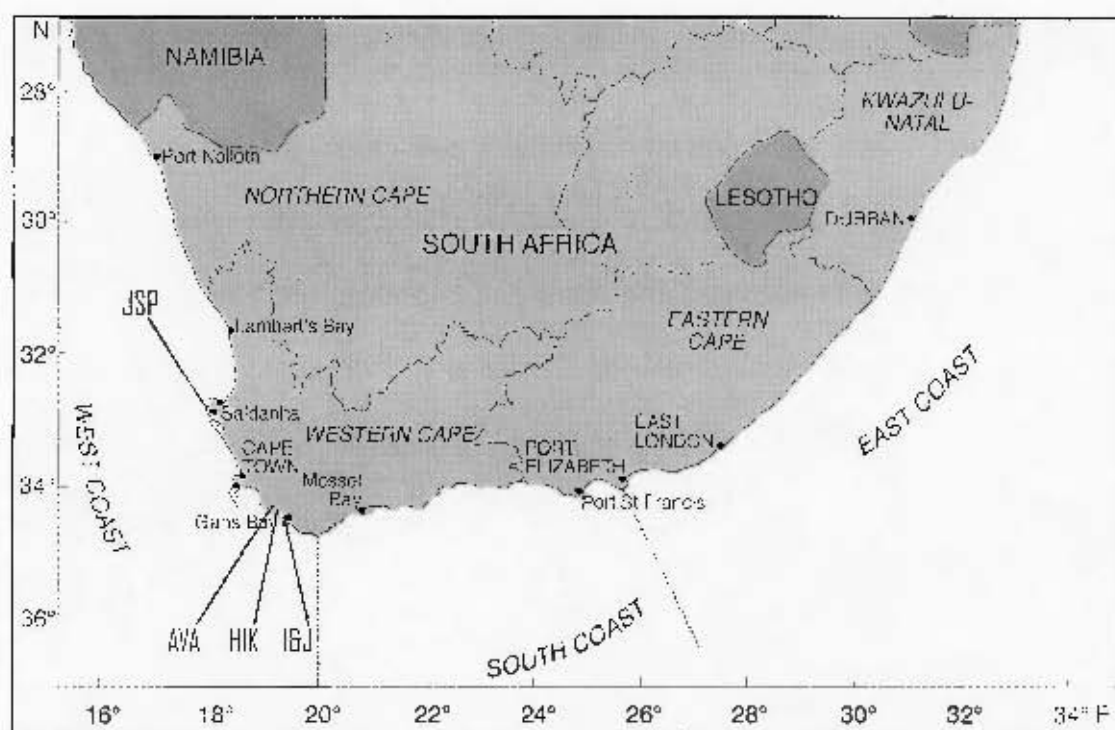 N
NAMIBIA
28°
KWAZULU-
NATAL
Port Nolloth
NORTHERN CAPE
LESOTHO
30°
DURBAN
SOUTH AFRICA
JSP
Lambert's Bay
EASTERN
CAPE
32°
Saldanha
WEST COAST
EAST COAST
WESTERN CAPE
EAST
LONDON
CAPE
TOWN
PORT
ELIZABETH
Mossel
Bay
34°
Port St Francis
Gans Bay
36°
AVA
HIK
I&J
SOUTH COAST
16°
18°
20°
22°
24°
26°
28°
30°
32°
34° E